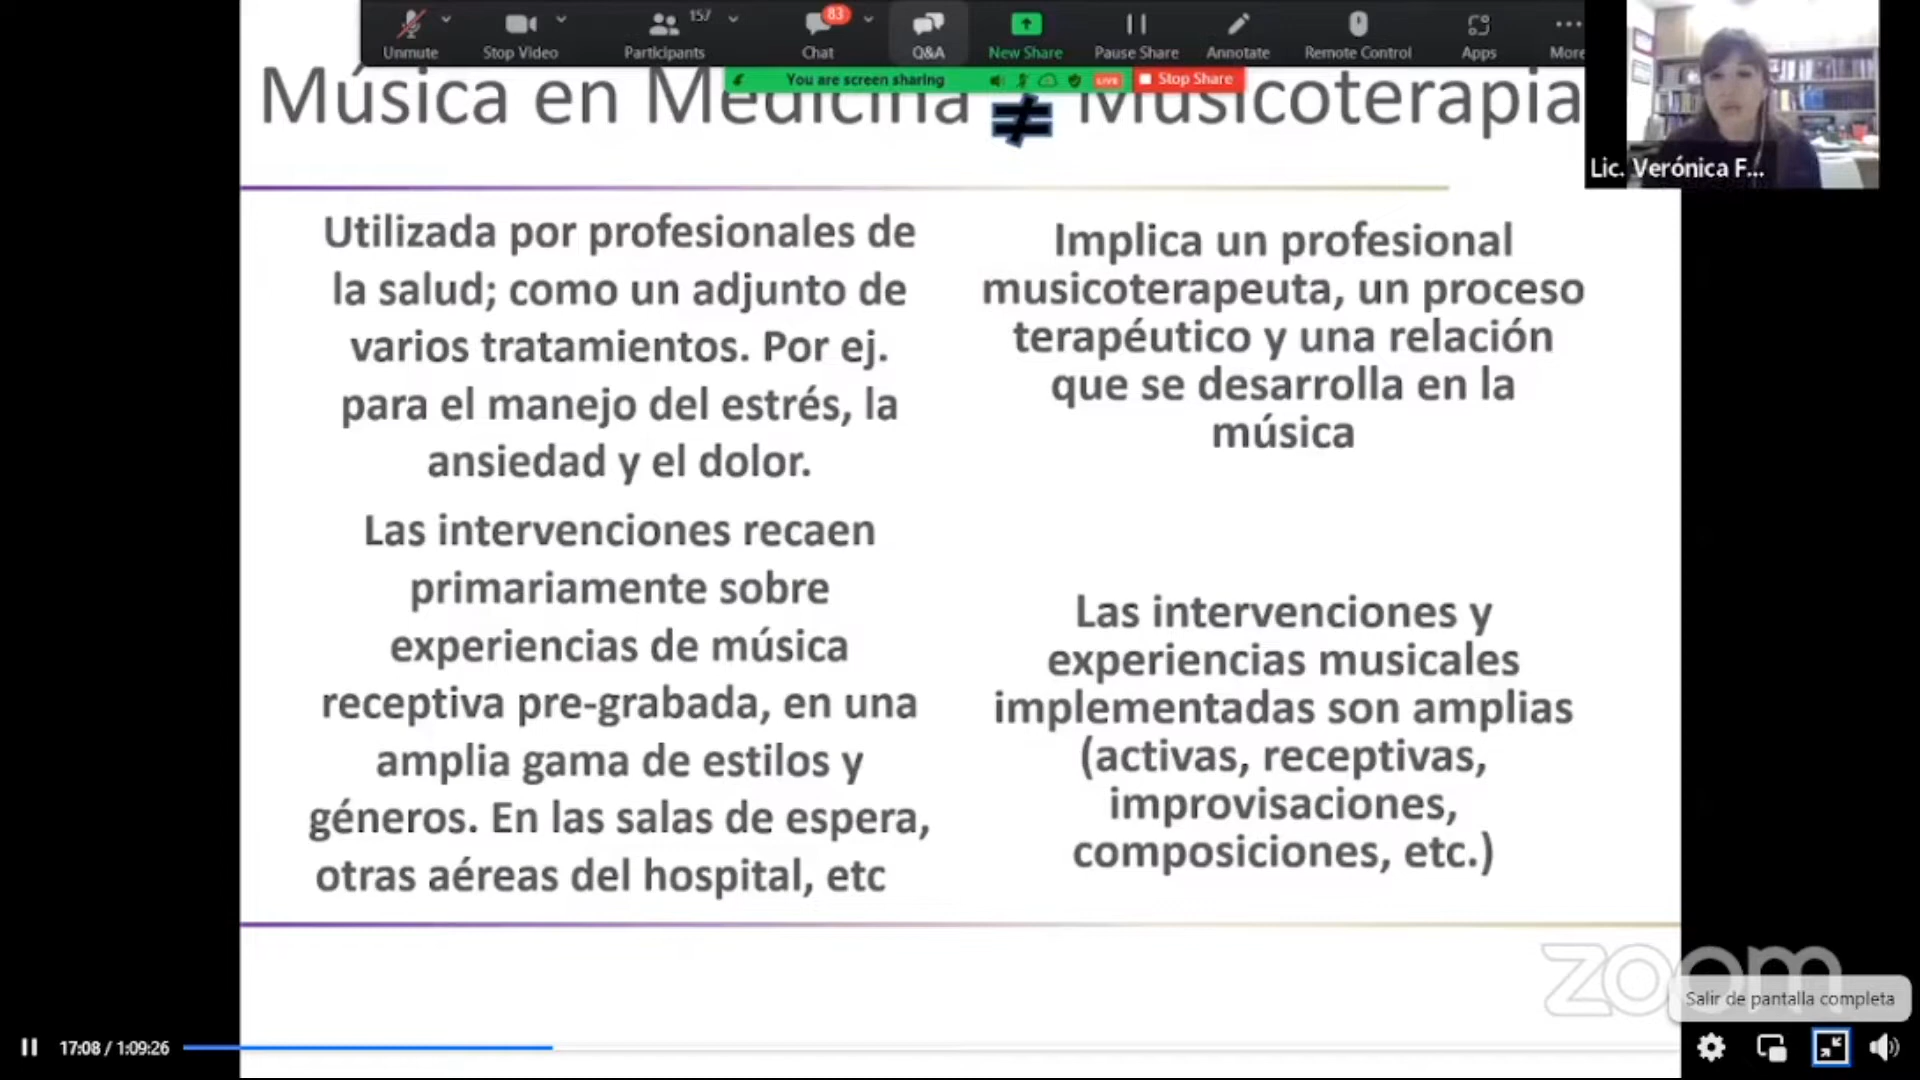 157
83
Unmute
Stop Video
Participants
Chat
Q&A
New Share
Pause Share
Annotate
Remote Control
Apps
More
You are screen sharing
LIVE
Stop Share
Música en Medicina ≠ Musicoterapia
Lic. Verónica F...
Utilizada por profesionales de
la salud; como un adjunto de
varios tratamientos. Por ej.
para el manejo del estrés, la
ansiedad y el dolor.
Las intervenciones recaen
primariamente sobre
experiencias de música
receptiva pre-grabada, en una
amplia gama de estilos y
géneros. En las salas de espera,
otras aéreas del hospital, etc
Implica un profesional
musicoterapeuta, un proceso
terapéutico y una relación
que se desarrolla en la
música
Las intervenciones y
experiencias musicales
implementadas son amplias
(activas, receptivas,
improvisaciones,
composiciones, etc.)
zoom
Salir de pantalla completa
17:08 / 1:09:26